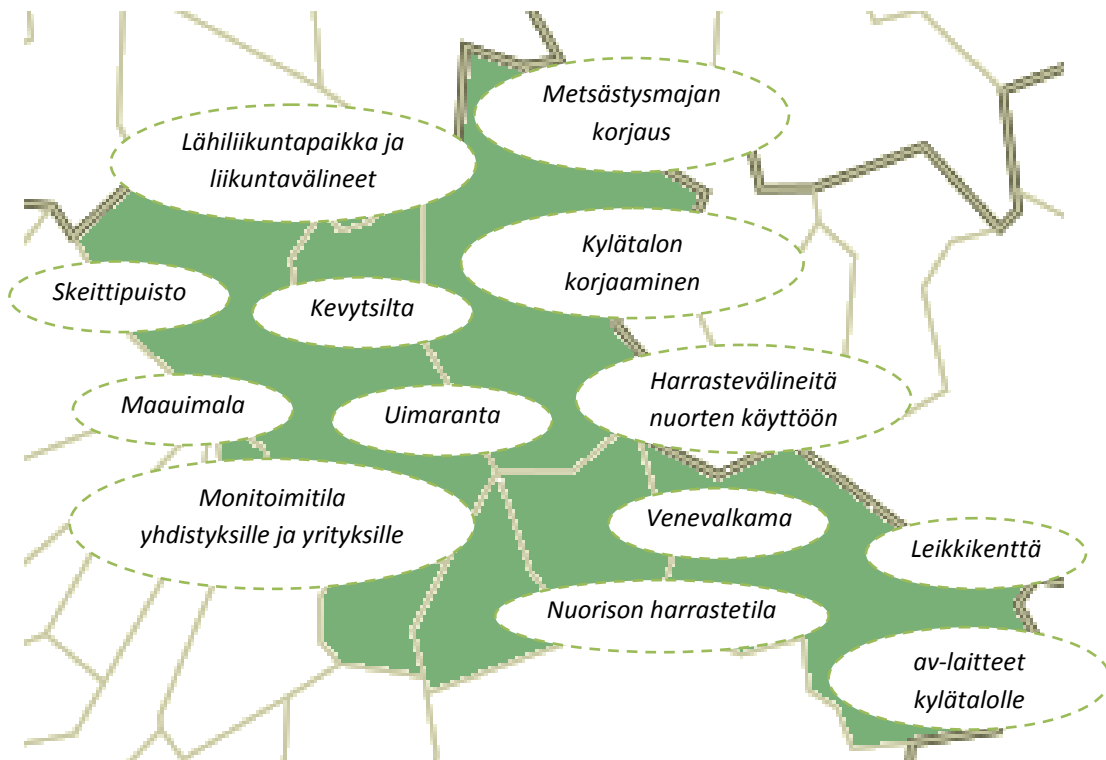 Metsästysmajan
korjaus
Lähiliikuntapaikka ja
liikuntavälineet
Kylätalon
korjaaminen
Skeittipuisto
Kevytsilta
Harrastevälineitä
nuorten käyttöön
Maauimala
Uimaranta
Monitoimitila
yhdistyksille ja yrityksille
Venevalkama
Leikkikenttä
Nuorison harrastetila
av-laitteet
kylätalolle